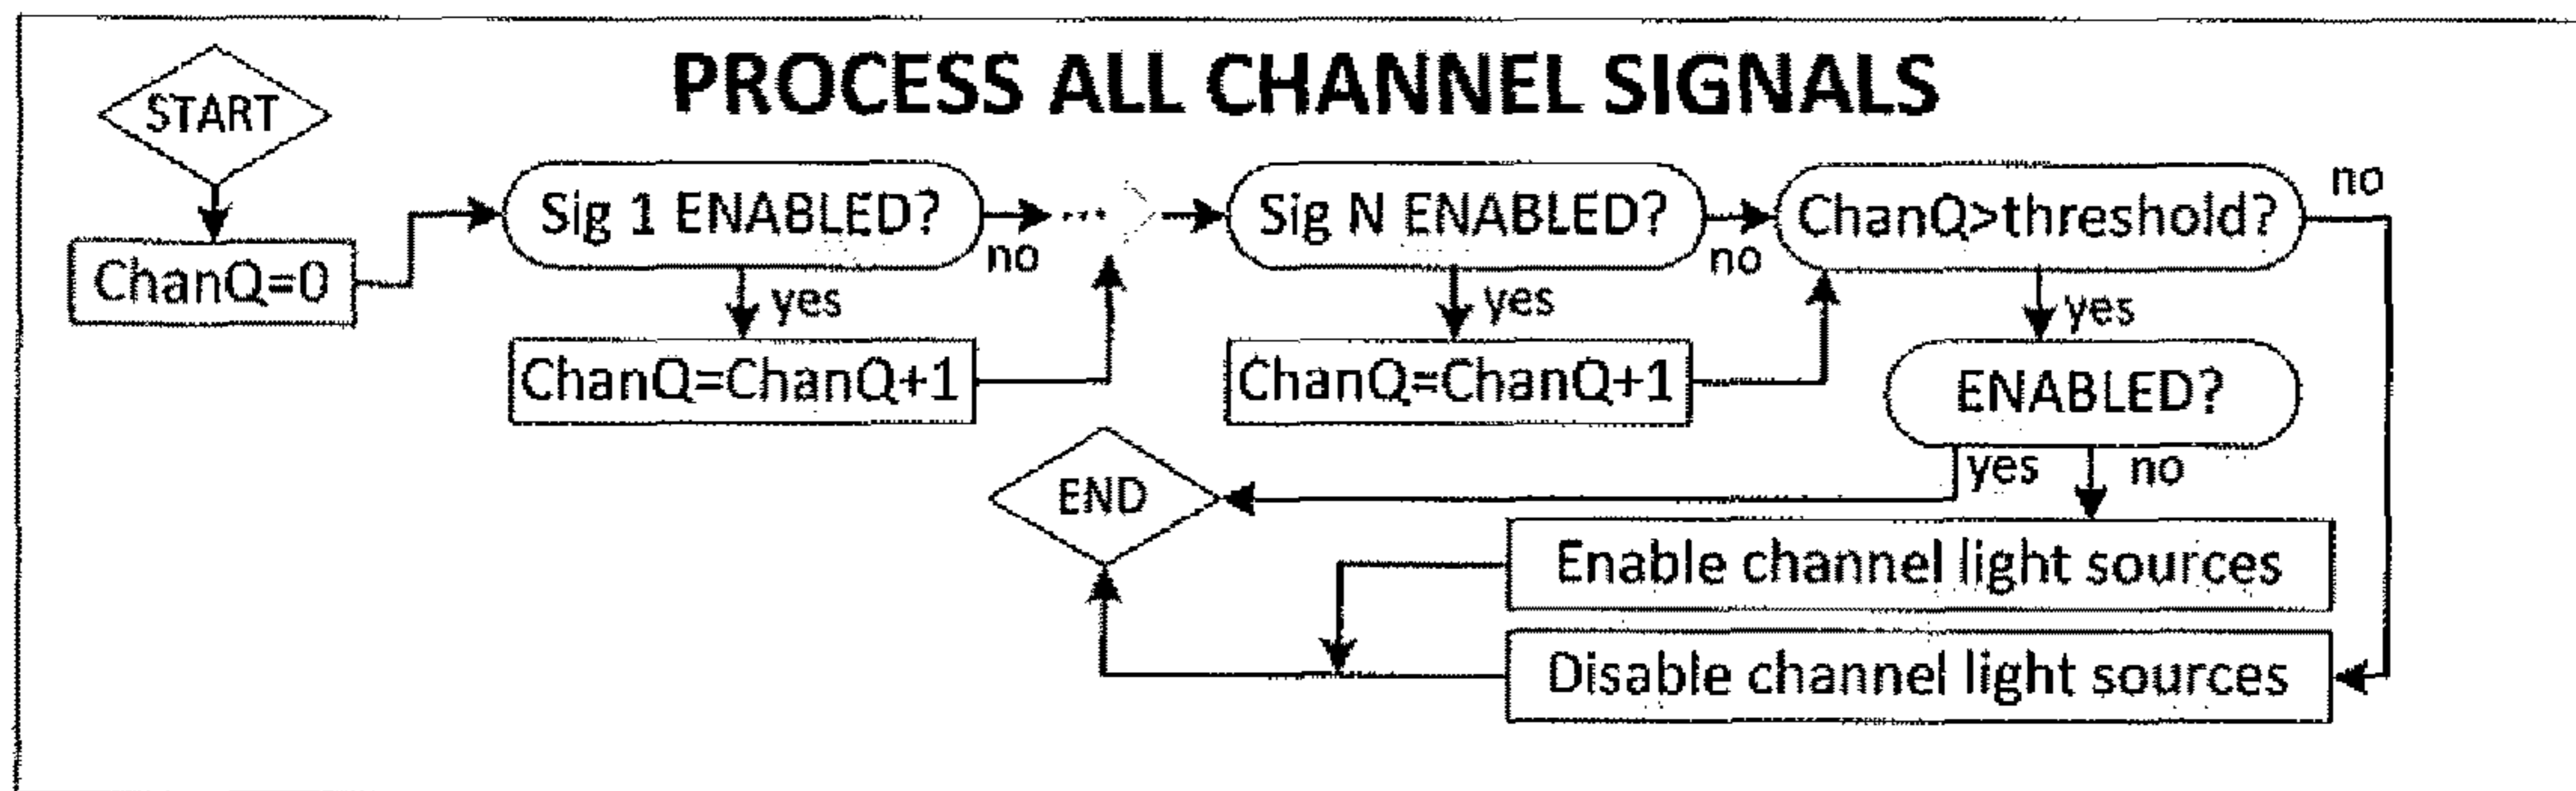 PROCESS ALL CHANNEL SIGNALS
START
ChanQ=0
Sig 1 ENABLED?
no
yes
ChanQ=ChanQ+1
...
Sig N ENABLED?
no
yes
ChanQ=ChanQ+1
ChanQ>threshold?
no
yes
ENABLED?
yes
no
END
Enable channel light sources
Disable channel light sources